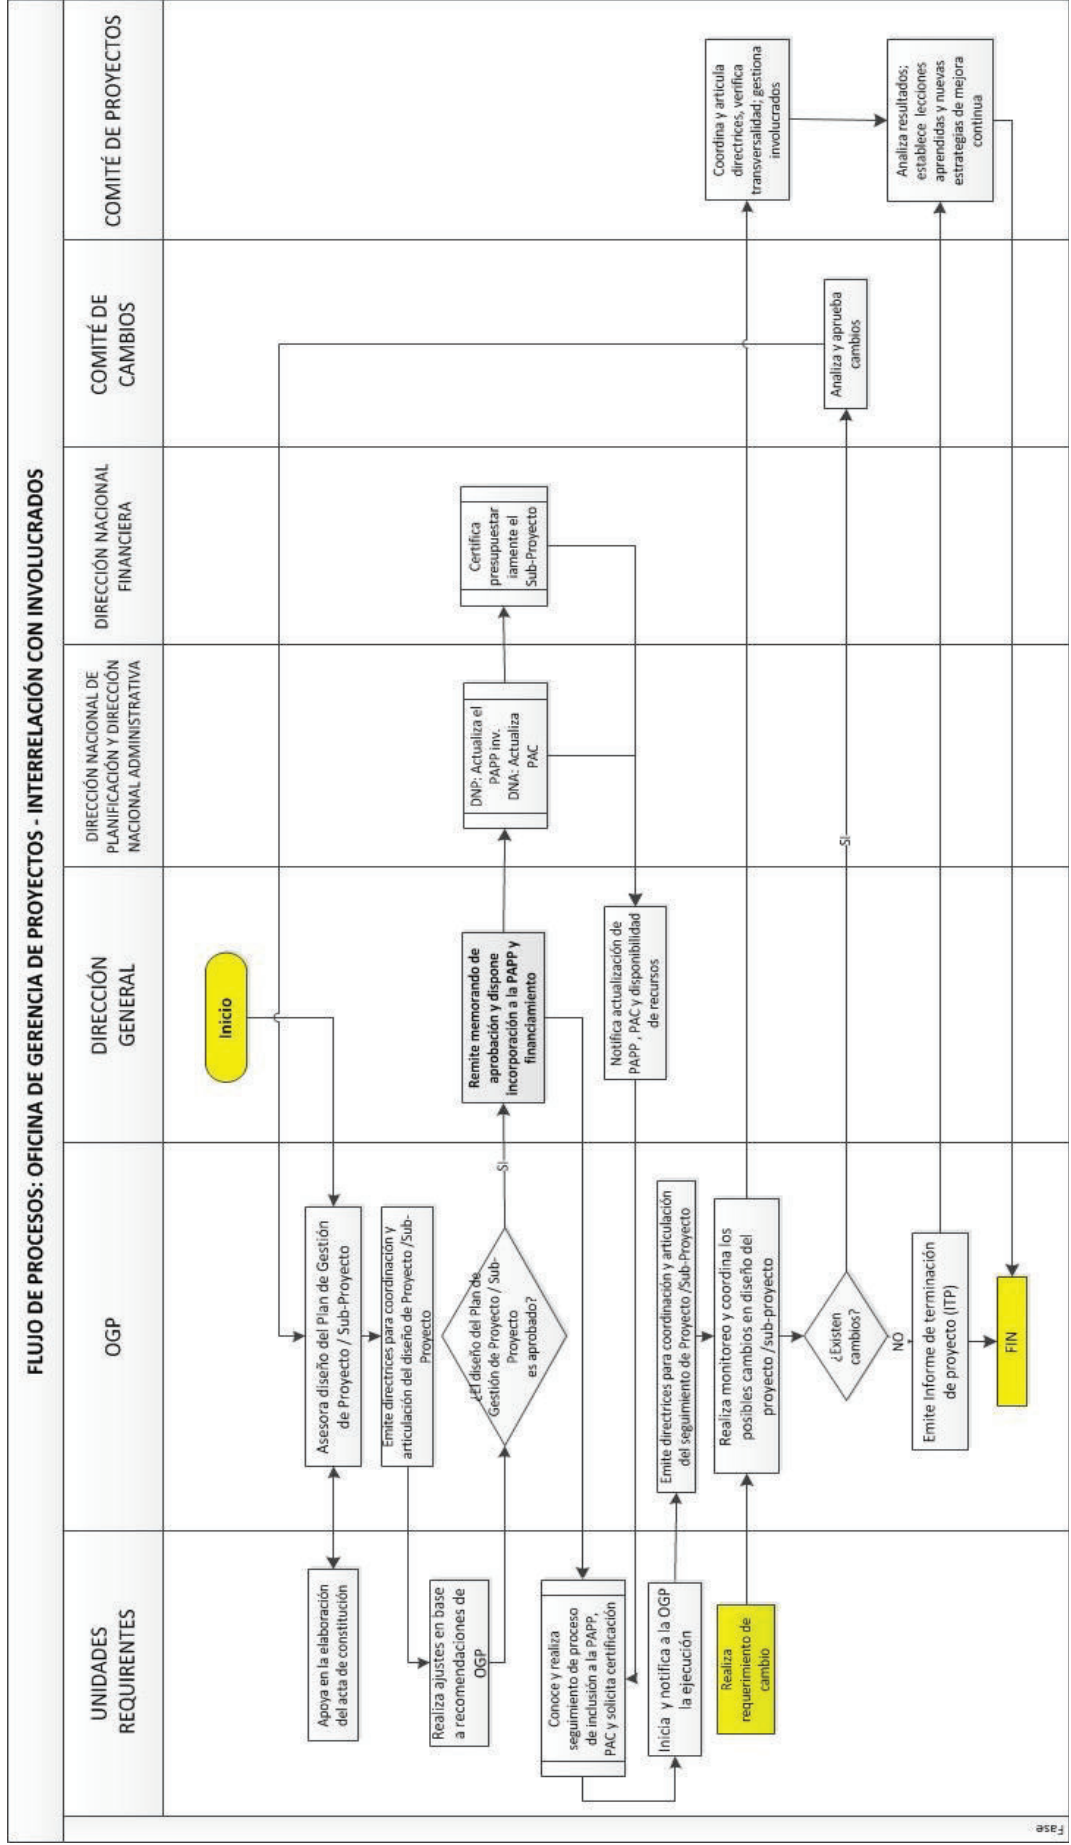 FLUJO DE PROCESOS: OFICINA DE GERENCIA DE PROYECTOS - INTERRELACIÓN CON INVOLUCRADOS
UNIDADES
REQUIRENTES
OGP
DIRECCIÓN
GENERAL
DIRECCIÓN NACIONAL DE
PLANIFICACIÓN Y DIRECCIÓN
NACIONAL ADMINISTRATIVA
DIRECCIÓN NACIONAL
FINANCIERA
COMITÉ DE
CAMBIOS
COMITÉ DE PROYECTOS
Inicio
Apoya en la elaboración
del acta de constitución
Asesora diseño del Plan de Gestión
de Proyecto / Sub-Proyecto
Emite directrices para coordinación y
articulación del diseño de Proyecto /Sub-
Proyecto
Realiza ajustes en base
a recomendaciones de
OGP
¿El diseño del Plan de
Gestión de Proyecto / Sub-
Proyecto
es aprobado?
SI
Remite memorando de
aprobación y dispone
incorporación a la PAPP y
financiamiento
DNP: Actualiza el
PAPP inv.
DNA: Actualiza
PAC
Certifica
presupuestar
iamente el
Sub-Proyecto
Conoce y realiza
seguimiento de proceso
de inclusión a la PAPP,
PAC y solicita certificación
Notifica actualización de
PAPP , PAC y disponibilidad
de recursos
Inicia y notifica a la OGP
la ejecución
Emite directrices para coordinación y articulación
del seguimiento de Proyecto /Sub-Proyecto
Realiza
requerimiento de
cambio
Realiza monitoreo y coordina los
posibles cambios en diseño del
proyecto /sub-proyecto
Coordina y articula
directrices, verifica
transversalidad; gestiona
involucrados
¿Existen
cambios?
SI
NO
Analiza y aprueba
cambios
Emite Informe de terminación
de proyecto (ITP)
Analiza resultados;
establece lecciones
aprendidas y nuevas
estrategias de mejora
continua
FIN
Fase